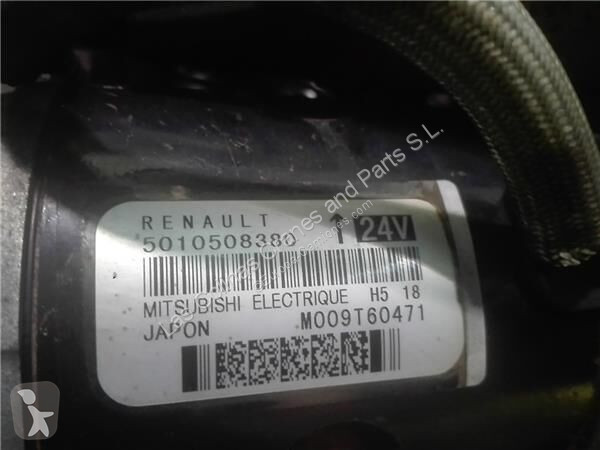 RENAULT
5010508380 ↑ 24V
MITSUBISHI ELECTRIQUE H5 18
JAPON M009T60471